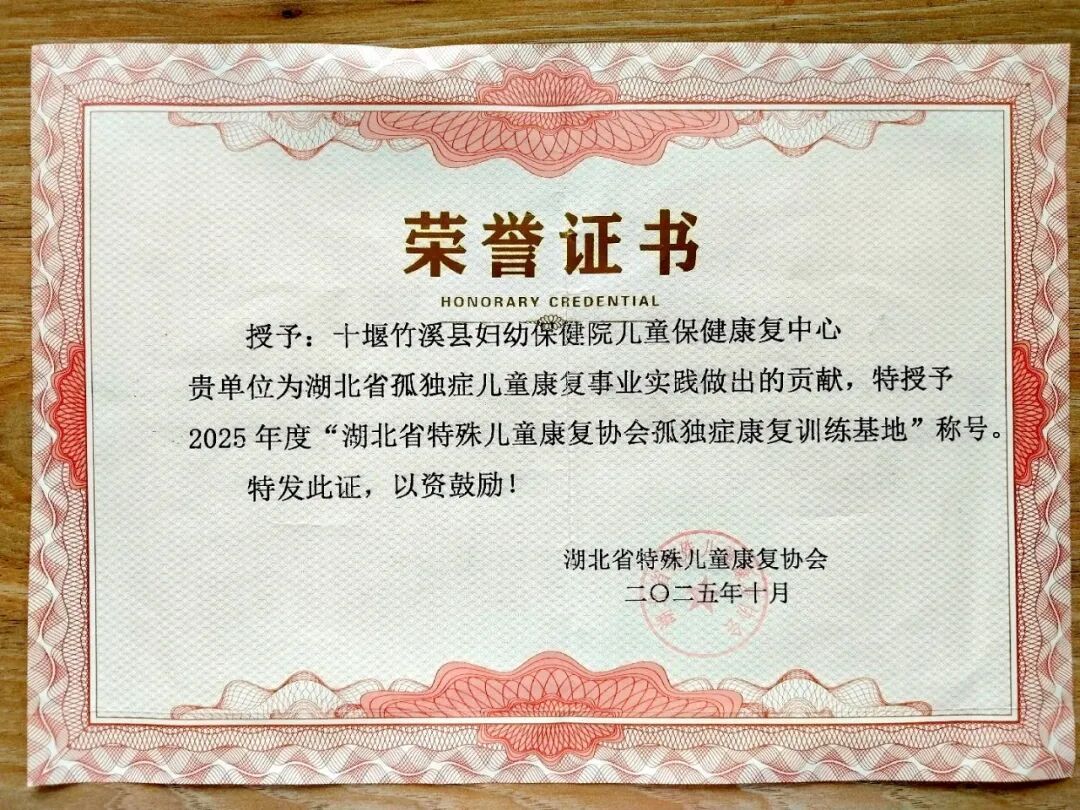 荣誉证书
HONORARY CREDENTIAL
授予：十堰竹溪县妇幼保健院儿童保健康复中心
贵单位为湖北省孤独症儿童康复事业实践做出的贡献，特授予
2025年度“湖北省特殊儿童康复协会孤独症康复训练基地”称号。
特发此证，以资鼓励！
湖北省特殊儿童康复协会
二〇二五年十月